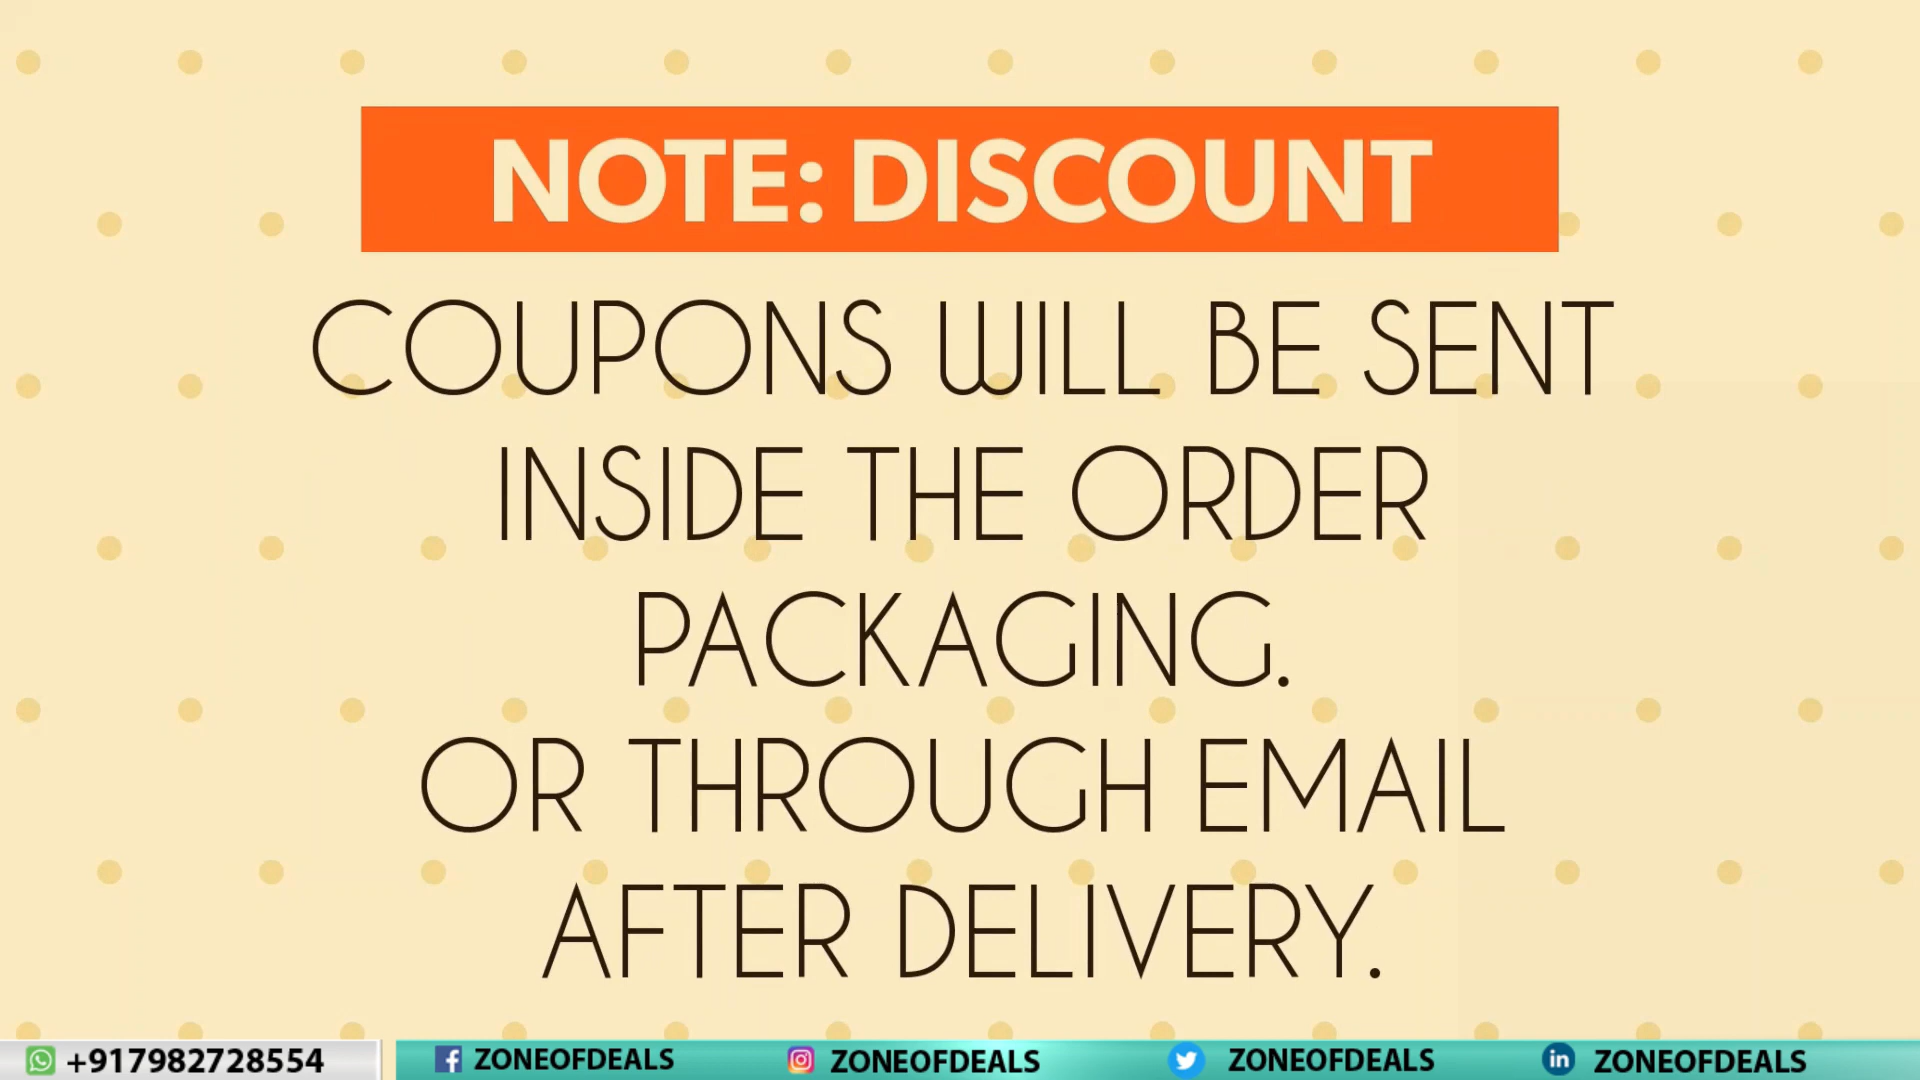 NOTE: DISCOUNT
COUPONS WILL BE SENT
INSIDE THE ORDER
PACKAGING.
OR THROUGH EMAIL
AFTER DELIVERY.
+917982728554 ZONEOFDEALS ZONEOFDEALS ZONEOFDEALS ZONEOFDEALS